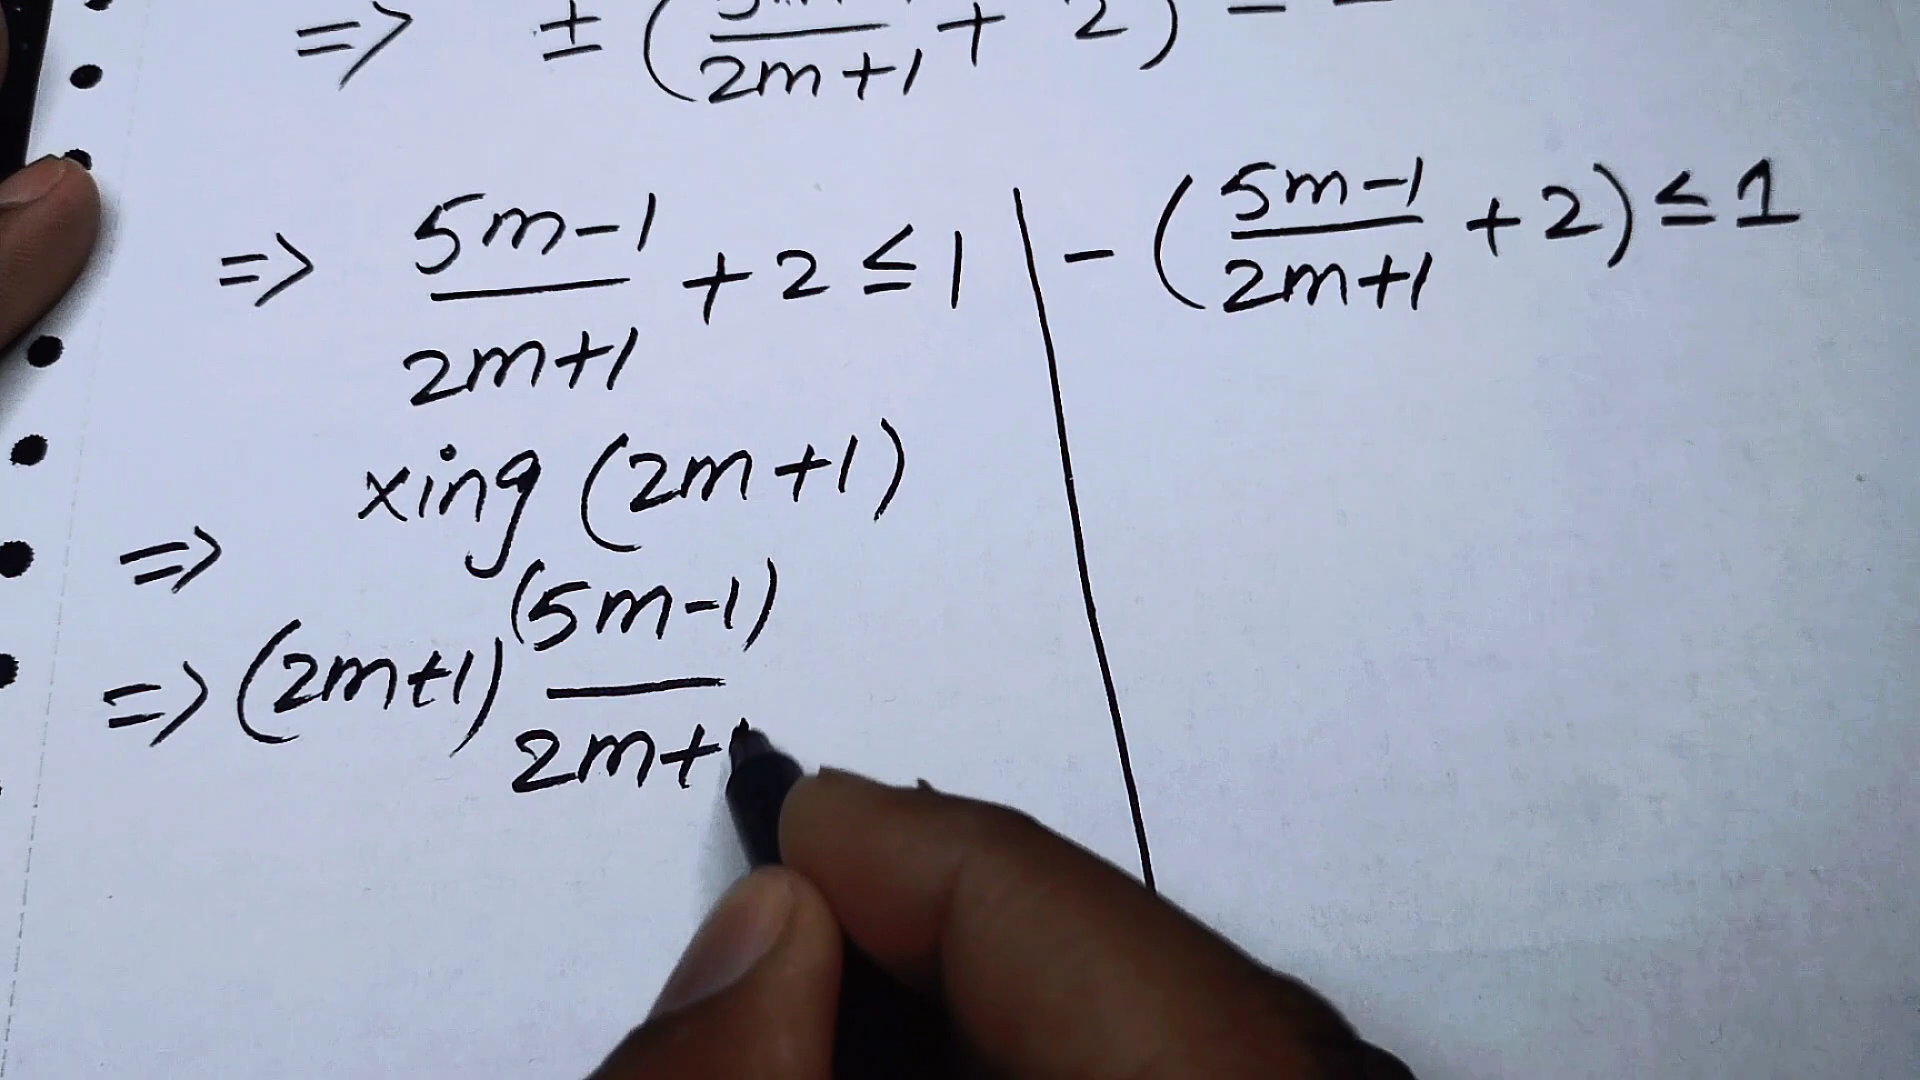 => ± (5m-1/2m+1 + 2)
=> 5m-1/2m+1 + 2 ≤ 1 | - (5m-1/2m+1 + 2) ≤ 1
xing (2m+1)
=>
=> (2m+1) (5m-1)/2m+